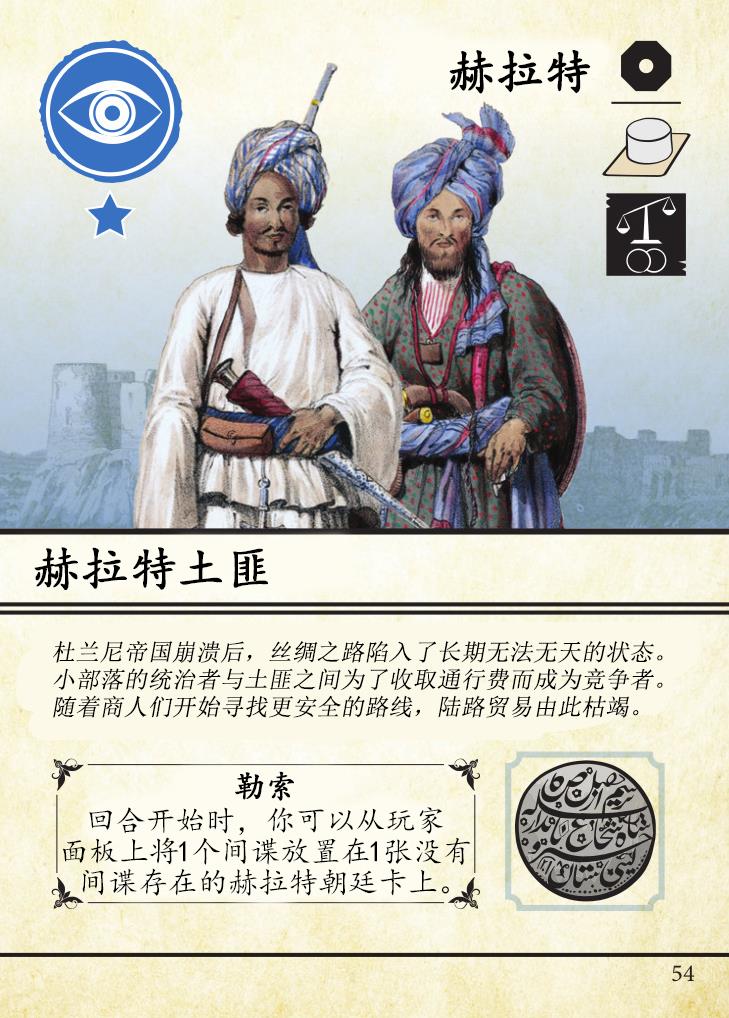 赫拉特
赫拉特土匪
杜兰尼帝国崩溃后，丝绸之路陷入了长期无法无天的状态。
小部落的统治者与土匪之间为了收取通行费而成为竞争者。
随着商人们开始寻找更安全的路线，陆路贸易由此枯竭。
勒索
回合开始时，你可以从玩家
面板上将1个间谍放置在1张没有
间谍存在的赫拉特朝廷卡上。
54